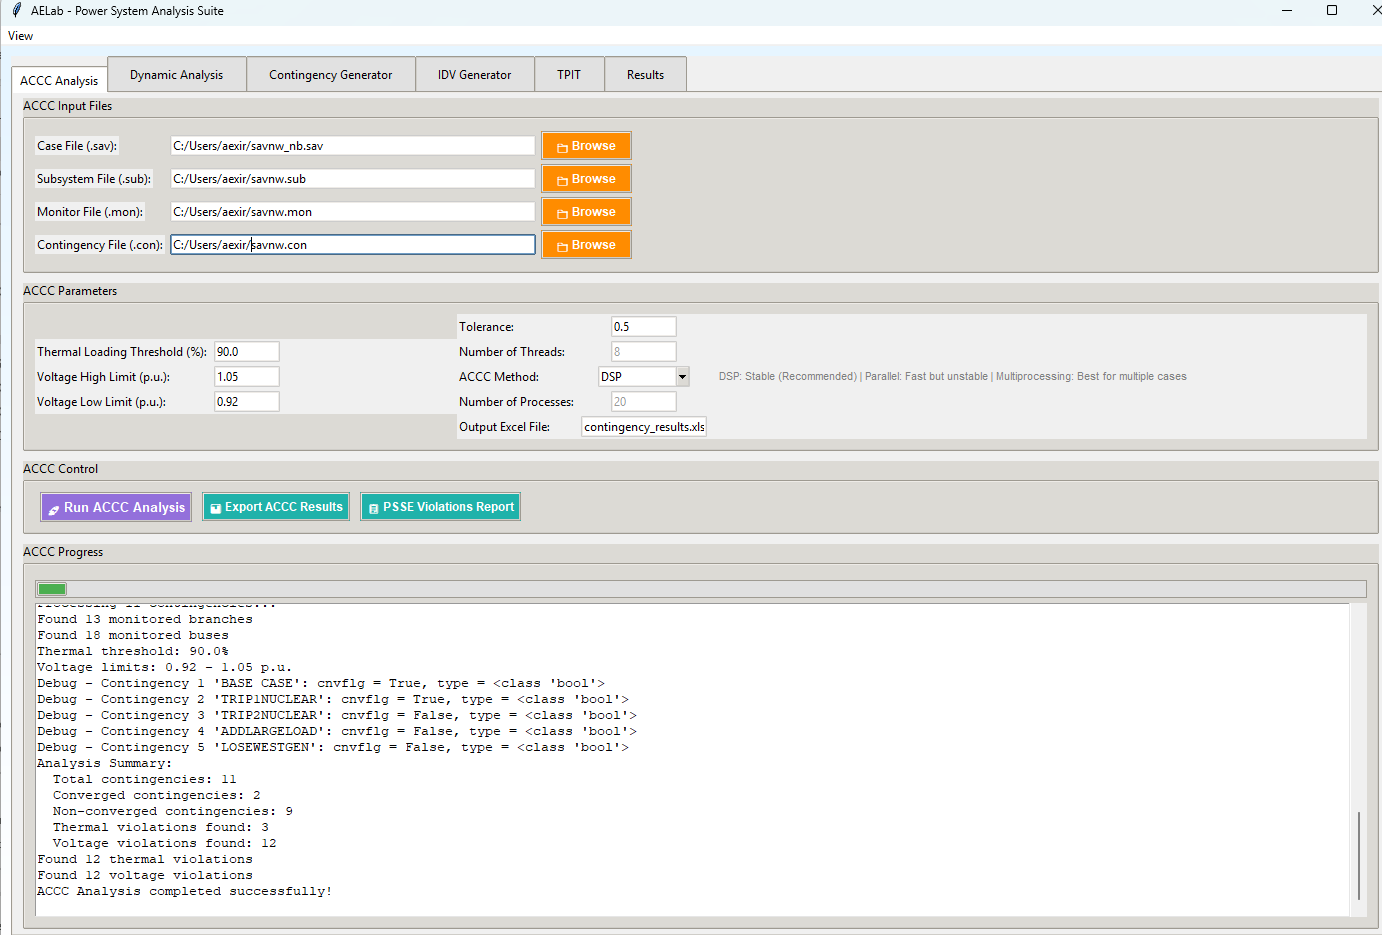 AELab - Power System Analysis Suite
View
ACCC Analysis
Dynamic Analysis
Contingency Generator
IDV Generator
TPIT
Results
ACCC Input Files
Case File (.sav):
C:/Users/aexir/savnw_nb.sav
Browse
Subsystem File (.sub):
C:/Users/aexir/savnw.sub
Browse
Monitor File (.mon):
C:/Users/aexir/savnw.mon
Browse
Contingency File (.con):
C:/Users/aexir/savnw.con
Browse
ACCC Parameters
Tolerance:
0.5
Thermal Loading Threshold (%):
90.0
Number of Threads:
8
Voltage High Limit (p.u.):
1.05
ACCC Method:
DSP
DSP: Stable (Recommended) | Parallel: Fast but unstable | Multiprocessing: Best for multiple cases
Voltage Low Limit (p.u.):
0.92
Number of Processes:
20
Output Excel File:
contingency_results.xls
ACCC Control
Run ACCC Analysis
Export ACCC Results
PSSE Violations Report
ACCC Progress
Processing 11 contingencies...
Found 13 monitored branches
Found 18 monitored buses
Thermal threshold: 90.0%
Voltage limits: 0.92 - 1.05 p.u.
Debug - Contingency 1 'BASE CASE': cnvflg = True, type = <class 'bool'>
Debug - Contingency 2 'TRIP1NUCLEAR': cnvflg = True, type = <class 'bool'>
Debug - Contingency 3 'TRIP2NUCLEAR': cnvflg = False, type = <class 'bool'>
Debug - Contingency 4 'ADDLARGELOAD': cnvflg = False, type = <class 'bool'>
Debug - Contingency 5 'LOSEWESTGEN': cnvflg = False, type = <class 'bool'>
Analysis Summary:
Total contingencies: 11
Converged contingencies: 2
Non-converged contingencies: 9
Thermal violations found: 3
Voltage violations found: 12
Found 12 thermal violations
Found 12 voltage violations
ACCC Analysis completed successfully!